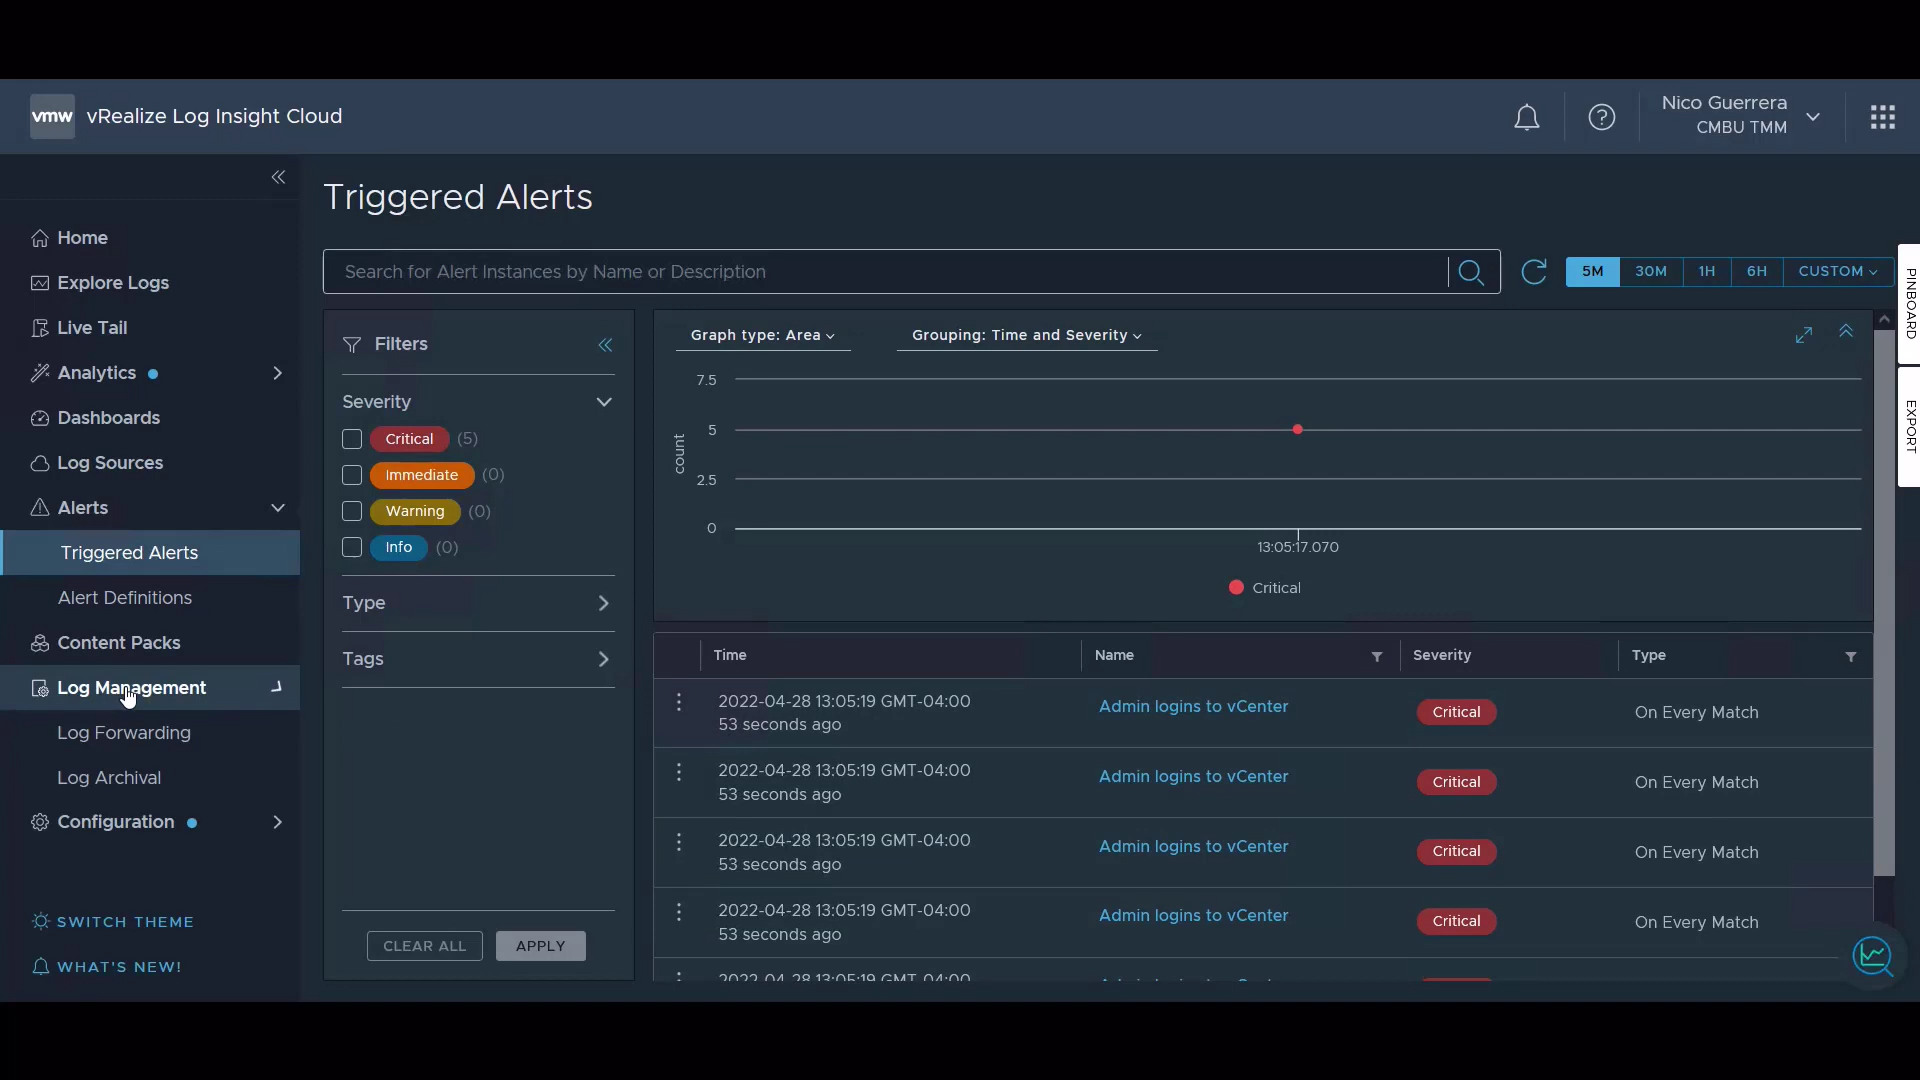 vmw
vRealize Log Insight Cloud
Nico Guerrera
CMBU TMM
Home
Explore Logs
Live Tail
Analytics
Dashboards
Log Sources
Alerts
Triggered Alerts
Alert Definitions
Content Packs
Log Management
Log Forwarding
Log Archival
Configuration
SWITCH THEME
WHAT'S NEW!
Triggered Alerts
Search for Alert Instances by Name or Description
5M 30M 1H 6H CUSTOM
PINBOARD
EXPORT
Filters
Severity
Critical (5)
Immediate (0)
Warning (0)
Info (0)
Type
Tags
CLEAR ALL APPLY
Graph type: Area Grouping: Time and Severity
7.5
5
2.5
0
count
13:05:17.070
Critical
Time Name Severity Type
2022-04-28 13:05:19 GMT-04:00
53 seconds ago
Admin logins to vCenter Critical On Every Match
2022-04-28 13:05:19 GMT-04:00
53 seconds ago
Admin logins to vCenter Critical On Every Match
2022-04-28 13:05:19 GMT-04:00
53 seconds ago
Admin logins to vCenter Critical On Every Match
2022-04-28 13:05:19 GMT-04:00
53 seconds ago
Admin logins to vCenter Critical On Every Match
2022-04-28 13:05:19 GMT-04:00